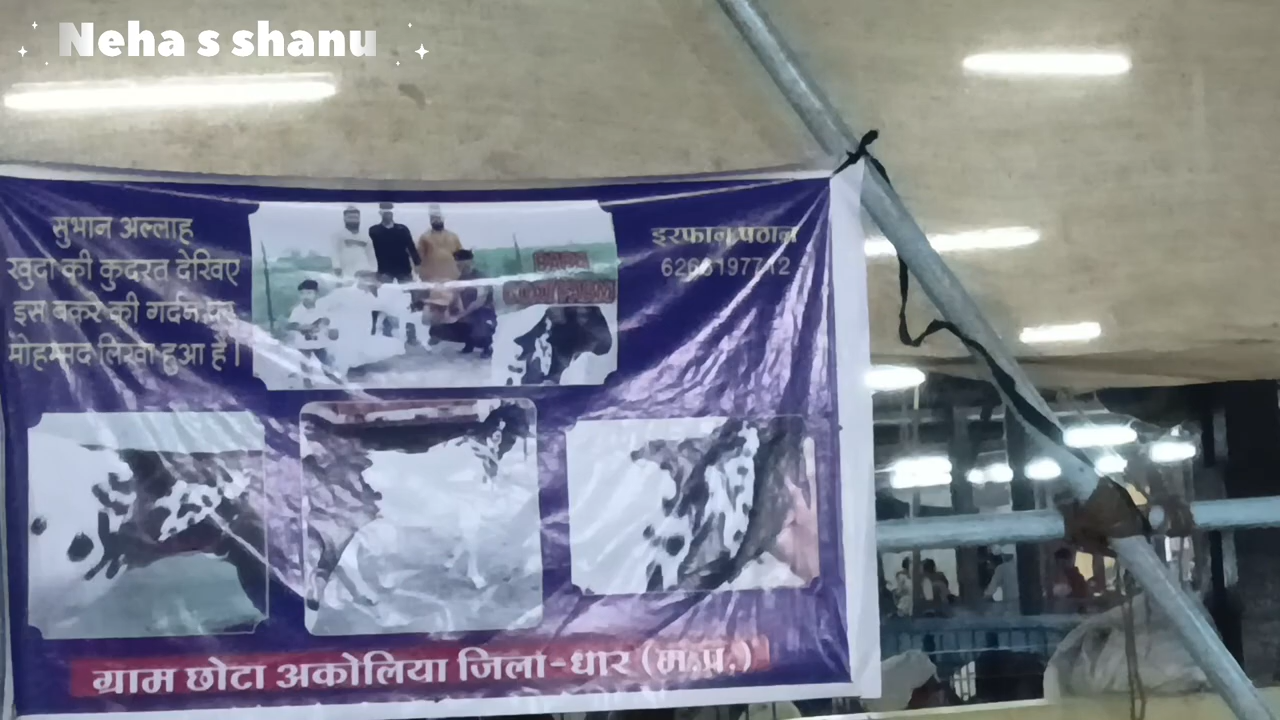 Neha s shanu
सुभान अल्लाह
खुदा की कुदरत देखिए
इस बकरे की गर्दन पर
मोहम्मद लिखा हुआ है।
इरफान पठान
ग्राम छोटा अकोलिया जिला-धार (म.प्र.)